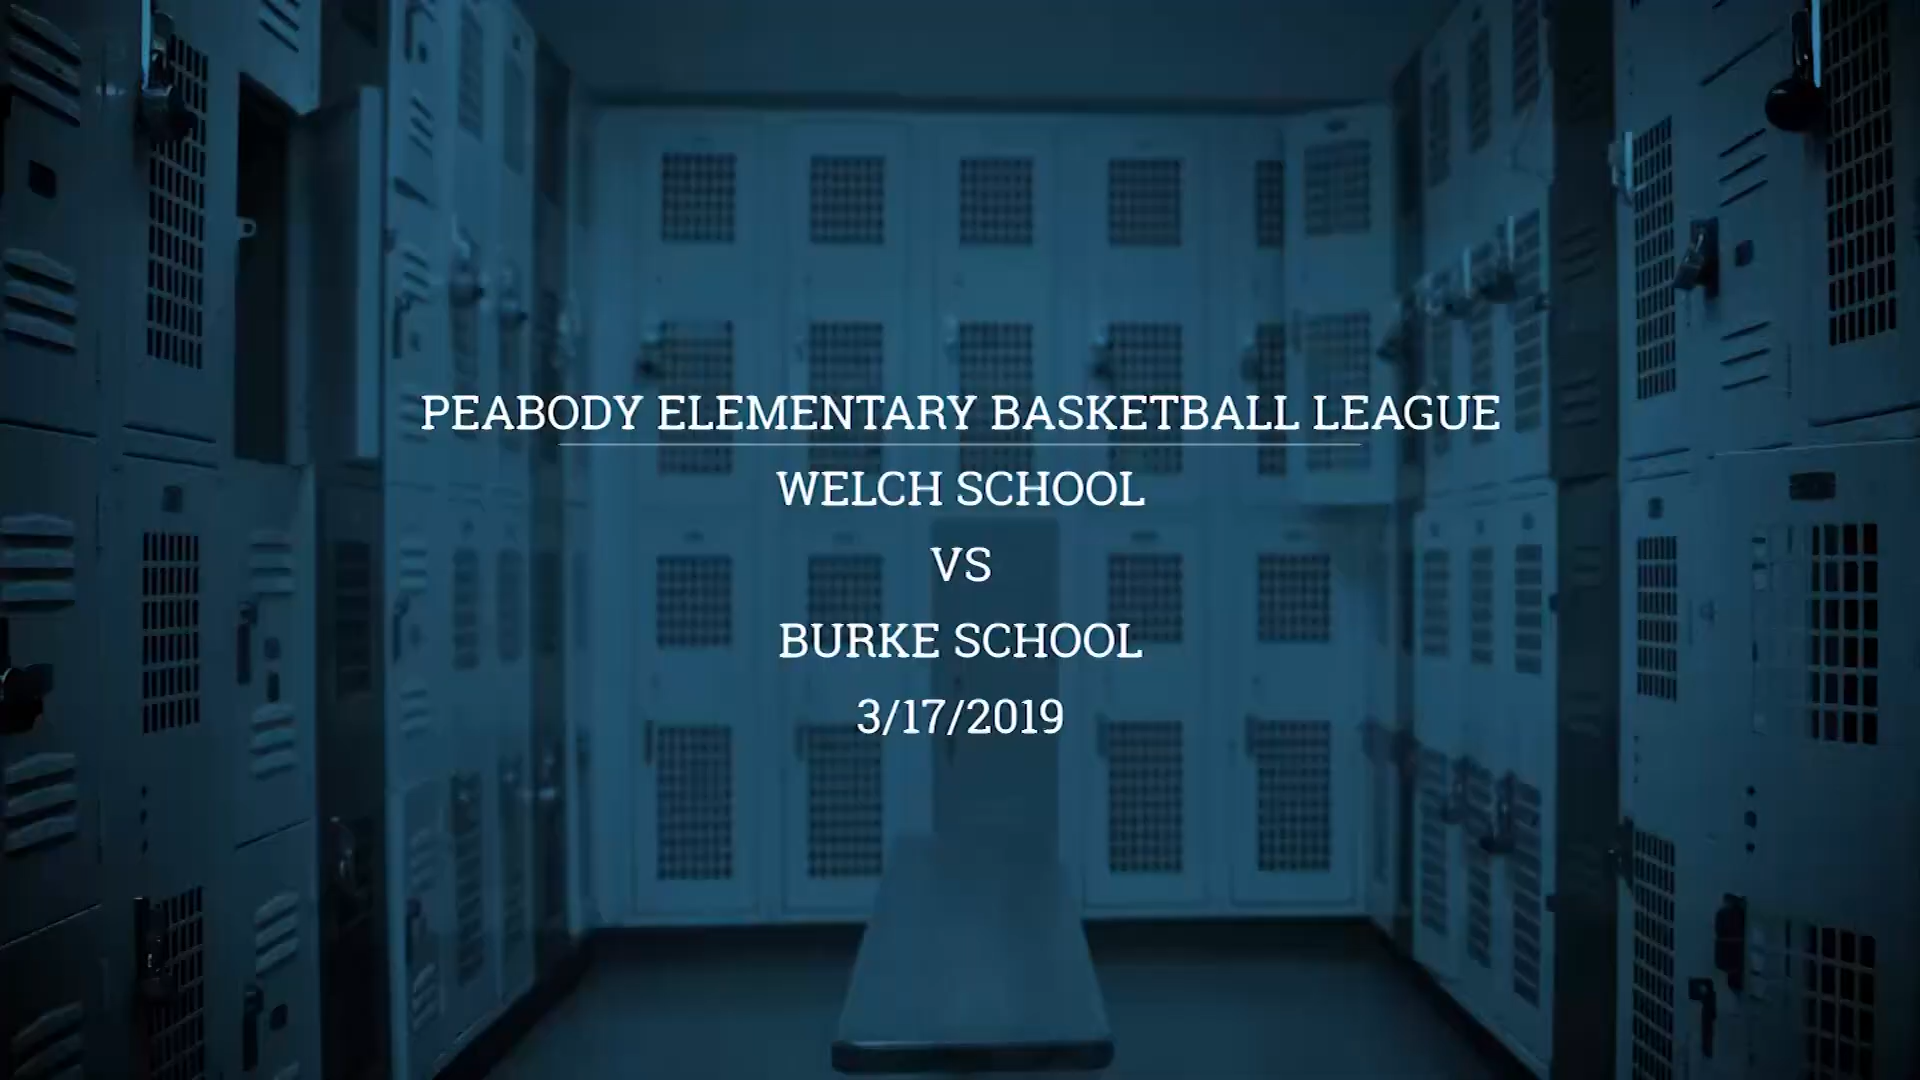 PEABODY ELEMENTARY BASKETBALL LEAGUE
WELCH SCHOOL
VS
BURKE SCHOOL
3/17/2019